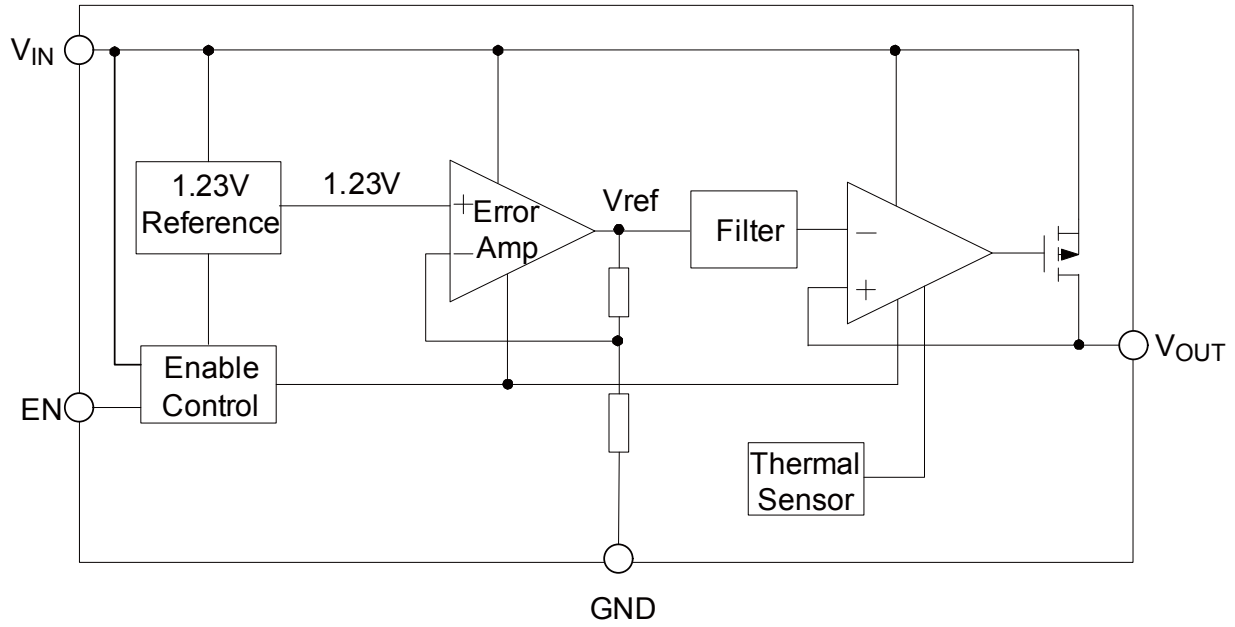 VIN
1.23V
Reference
1.23V
+
Error
Amp
−
Vref
Filter
−
+
VOUT
Enable
Control
EN
Thermal
Sensor
GND